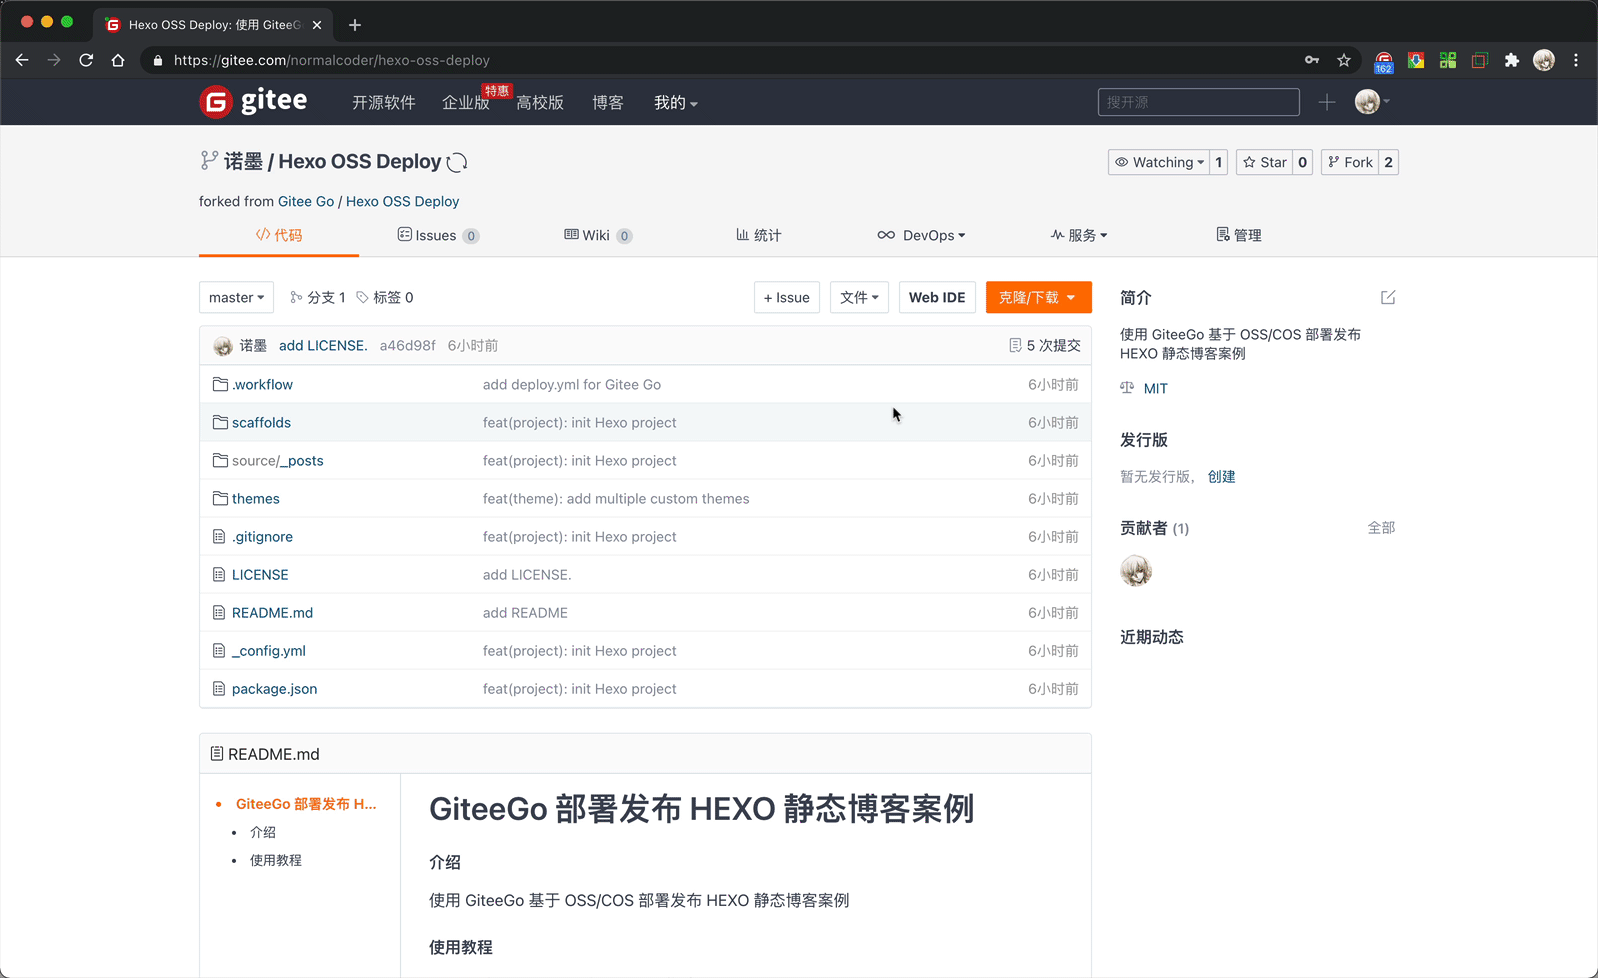 Hexo OSS Deploy: 使用 GiteeG
https://gitee.com/normalcoder/hexo-oss-deploy
162
gitee
开源软件 企业版 特惠 高校版 博客 我的
搜开源
诺墨 / Hexo OSS Deploy
Watching 1 Star 0 Fork 2
forked from Gitee Go / Hexo OSS Deploy
代码 Issues 0 Wiki 0 统计 DevOps 服务 管理
master 分支 1 标签 0 + Issue 文件 Web IDE 克隆/下载
诺墨 add LICENSE. a46d98f 6小时前 5 次提交
.workflow add deploy.yml for Gitee Go 6小时前
scaffolds feat(project): init Hexo project 6小时前
source/_posts feat(project): init Hexo project 6小时前
themes feat(theme): add multiple custom themes 6小时前
.gitignore feat(project): init Hexo project 6小时前
LICENSE add LICENSE. 6小时前
README.md add README 6小时前
_config.yml feat(project): init Hexo project 6小时前
package.json feat(project): init Hexo project 6小时前
简介
使用 GiteeGo 基于 OSS/COS 部署发布
HEXO 静态博客案例
MIT
发行版
暂无发行版， 创建
贡献者 (1) 全部
近期动态
README.md
GiteeGo 部署发布 H...
介绍
使用教程
GiteeGo 部署发布 HEXO 静态博客案例
介绍
使用 GiteeGo 基于 OSS/COS 部署发布 HEXO 静态博客案例
使用教程